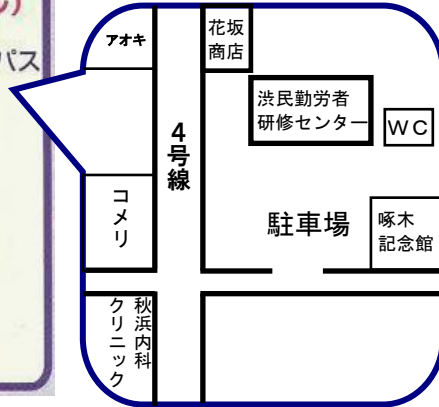 アオキ
花坂
商店
渋民勤労者
研修センター
WC
4号線
コメリ
駐車場
啄木
記念館
秋浜内科
クリニック
パス